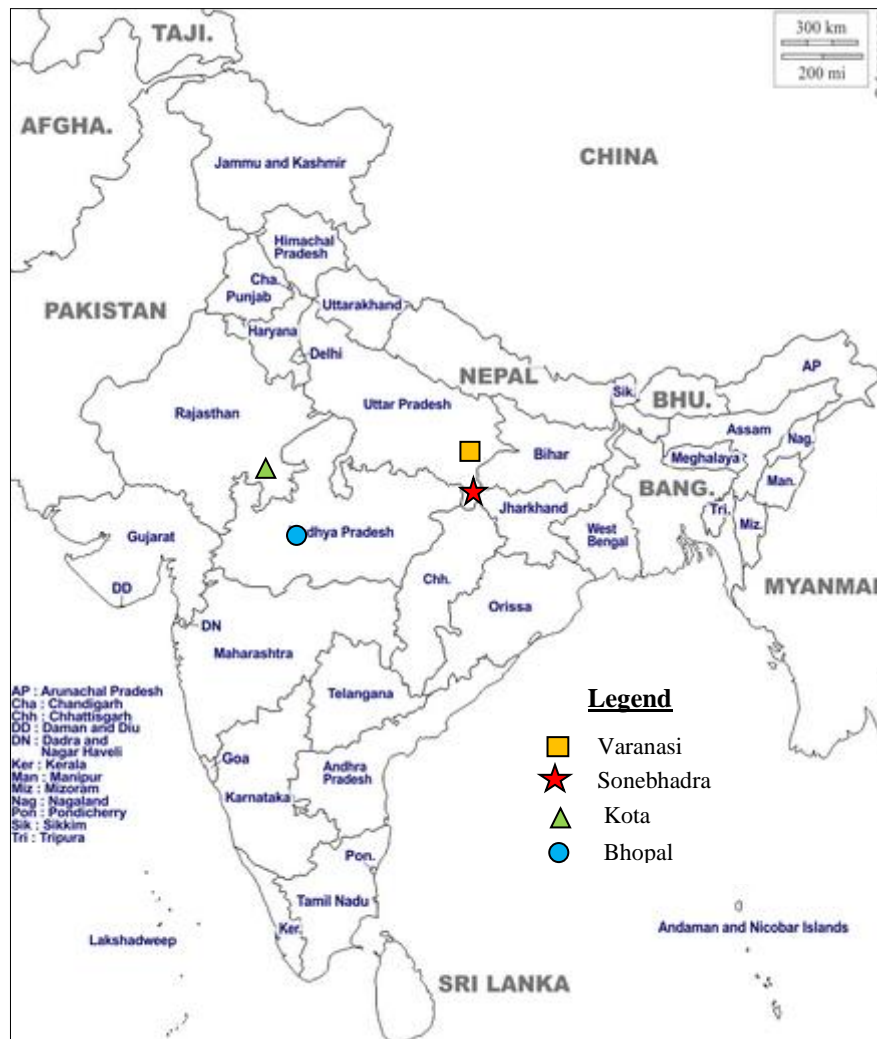 TAJI.
300 km
200 mi
AFGHA.
CHINA
Jammu and Kashmir
Himachal
Pradesh
Cha.
Punjab
Uttarakhand
PAKISTAN
Haryana
Delhi
NEPAL
Sik.
BHU.
AP
Rajasthan
Uttar Pradesh
Assam
Nag.
Bihar
Meghalaya
Man.
BANG.
Jharkhand
Tri.
Miz.
West
Bengal
Gujarat
dhya Pradesh
Chh.
MYANMA
DD
Orissa
DN
Maharashtra
AP : Arunachal Pradesh
Cha : Chandigarh
Chh : Chhattisgarh
DD : Daman and Diu
DN : Dadra and
Nagar Haveli
Ker : Kerala
Man : Manipur
Miz : Mizoram
Nag : Nagaland
Pon : Pondicherry
Sik : Sikkim
Tri : Tripura
Telangana
Legend
Varanasi
Sonebhadra
Kota
Bhopal
Goa
Andhra
Pradesh
Karnataka
Pon.
Tamil Nadu
Ker.
Lakshadweep
Andaman and Nicobar Islands
SRI LANKA